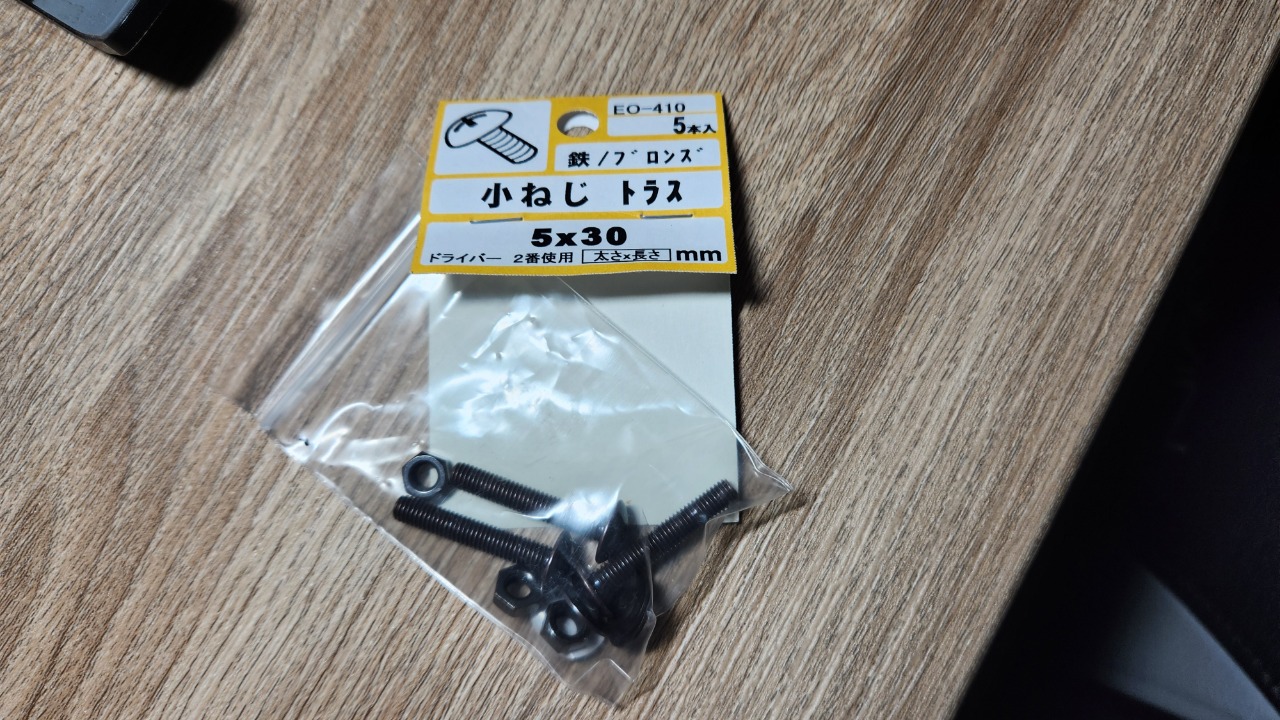 EO-410
5本入
鉄/ブロンズ
小ねじ トラス
5x30
ドライバー 2番使用 太さx長さ mm